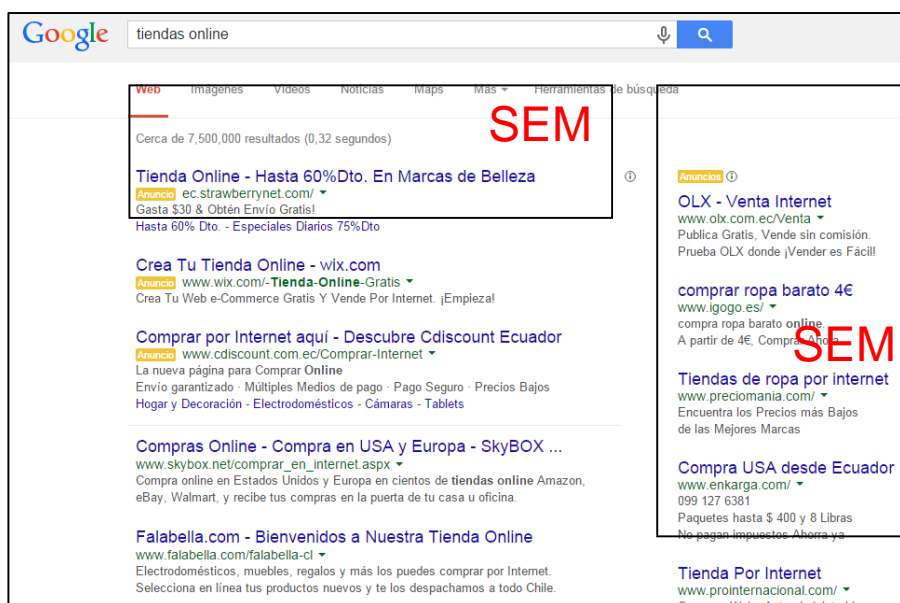 Google
tiendas online
Web Imágenes Vídeos Noticias Maps Más Herramientas de búsqueda
SEM
Cerca de 7,500,000 resultados (0,32 segundos)
Tienda Online - Hasta 60%Dto. En Marcas de Belleza
Anuncio ec.strawberrynet.com/
Gasta $30 & Obtén Envío Gratis!
Hasta 60% Dto. - Especiales Diarios 75%Dto
Crea Tu Tienda Online - wix.com
Anuncio www.wix.com/-Tienda-Online-Gratis
Crea Tu Web e-Commerce Gratis Y Vende Por Internet. ¡Empieza!
Comprar por Internet aquí - Descubre Cdiscount Ecuador
Anuncio www.cdiscount.com.ec/Comprar-Internet
La nueva página para Comprar Online
Envío garantizado · Múltiples Medios de pago · Pago Seguro · Precios Bajos
Hogar y Decoración - Electrodomésticos - Cámaras - Tablets
Compras Online - Compra en USA y Europa - SkyBOX ...
www.skybox.net/comprar_en_internet.aspx
Compra online en Estados Unidos y Europa en cientos de tiendas online Amazon,
eBay, Walmart, y recibe tus compras en la puerta de tu casa u oficina.
Falabella.com - Bienvenidos a Nuestra Tienda Online
www.falabella.com/falabella-cl
Electrodomésticos, muebles, regalos y más los puedes comprar por Internet.
Selecciona en línea tus productos nuevos y te los despachamos a todo Chile.
Anuncios
OLX - Venta Internet
www.olx.com.ec/Venta
Publica Gratis, Vende sin comisión.
Prueba OLX donde ¡Vender es Fácil!
comprar ropa barato 4€
www.igogo.es/
compra ropa barato online.
A partir de 4€, Comprar Ahora
SEM
Tiendas de ropa por internet
www.preciomania.com/
Encuentra los Precios más Bajos
de las Mejores Marcas
Compra USA desde Ecuador
www.enkarga.com/
099 127 6381
Paquetes hasta $ 400 y 8 Libras
No pagan impuestos Ahorra ya
Tienda Por Internet
www.prointernacional.com/